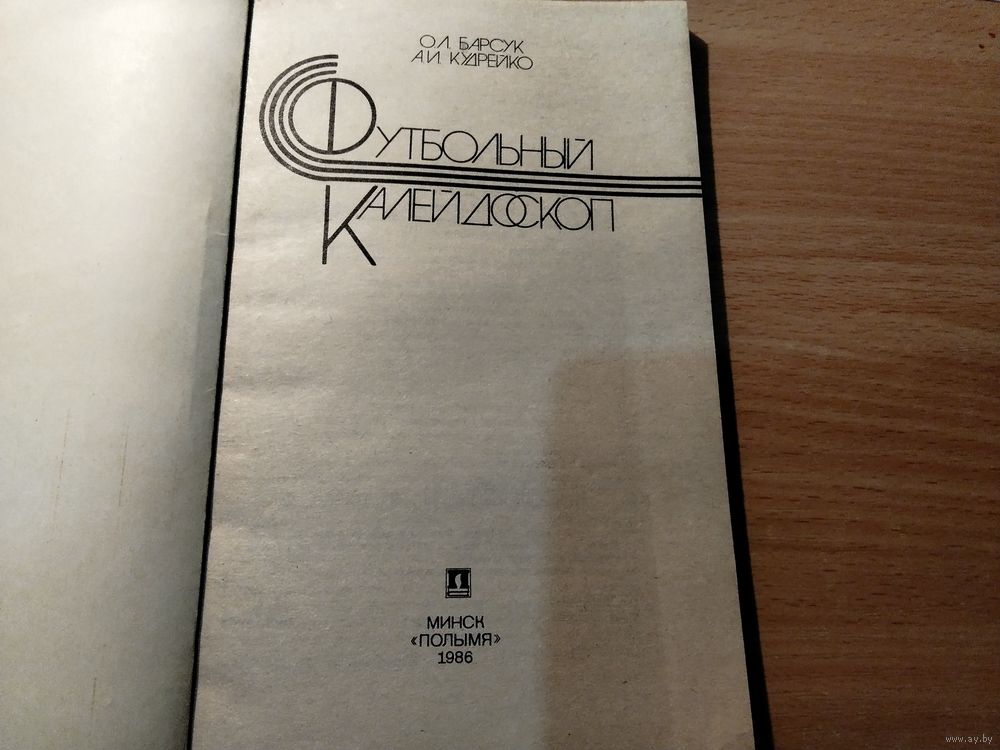 О.Л. БАРСУК
А.И. КУДРЕЙКО
ФУТБОЛЬНЫЙ
КАЛЕЙДОСКОП
МИНСК
«ПОЛЫМЯ»
1986
www.ay.by